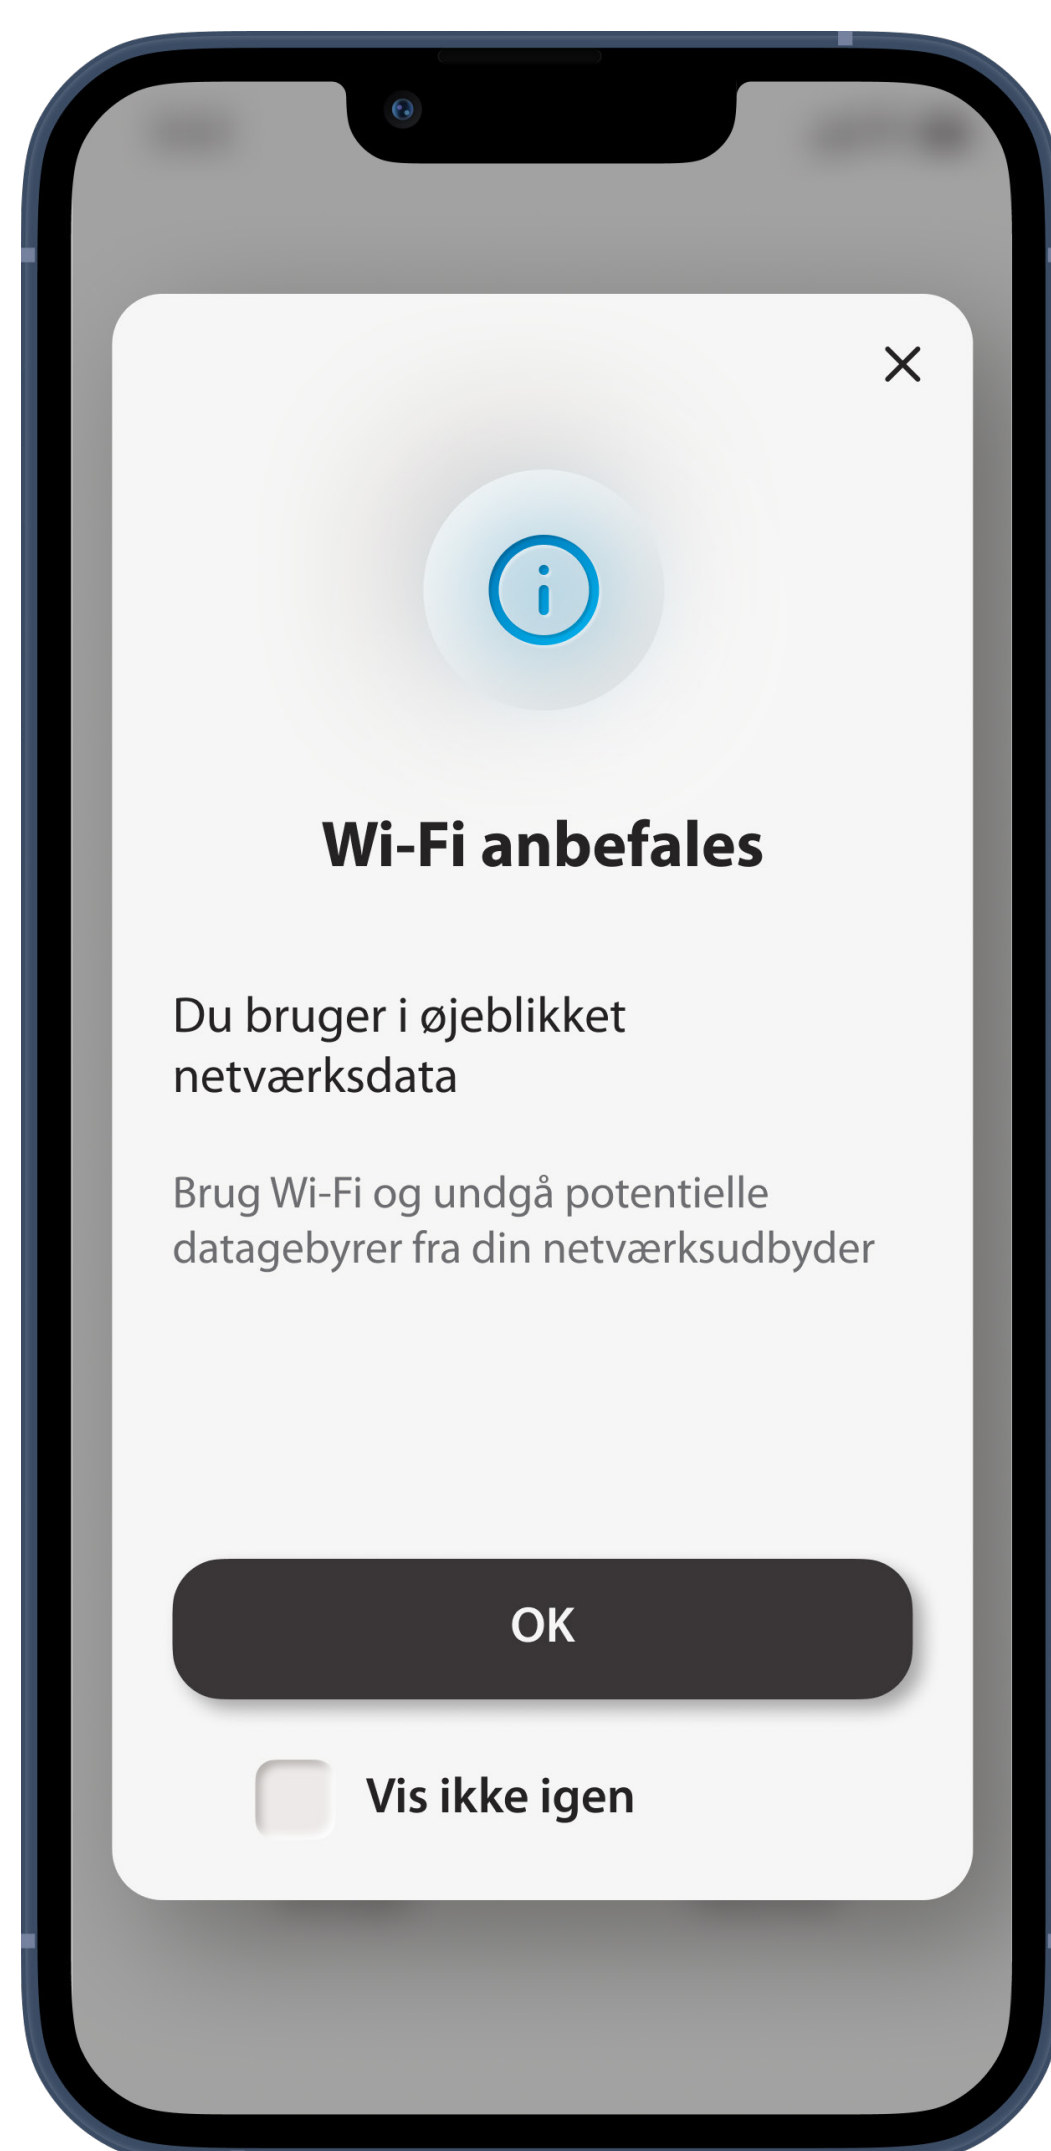 Wi-Fi anbefales
Du bruger i øjeblikket
netværksdata
Brug Wi-Fi og undgå potentielle
datagebyrer fra din netværksudbyder
OK
Vis ikke igen